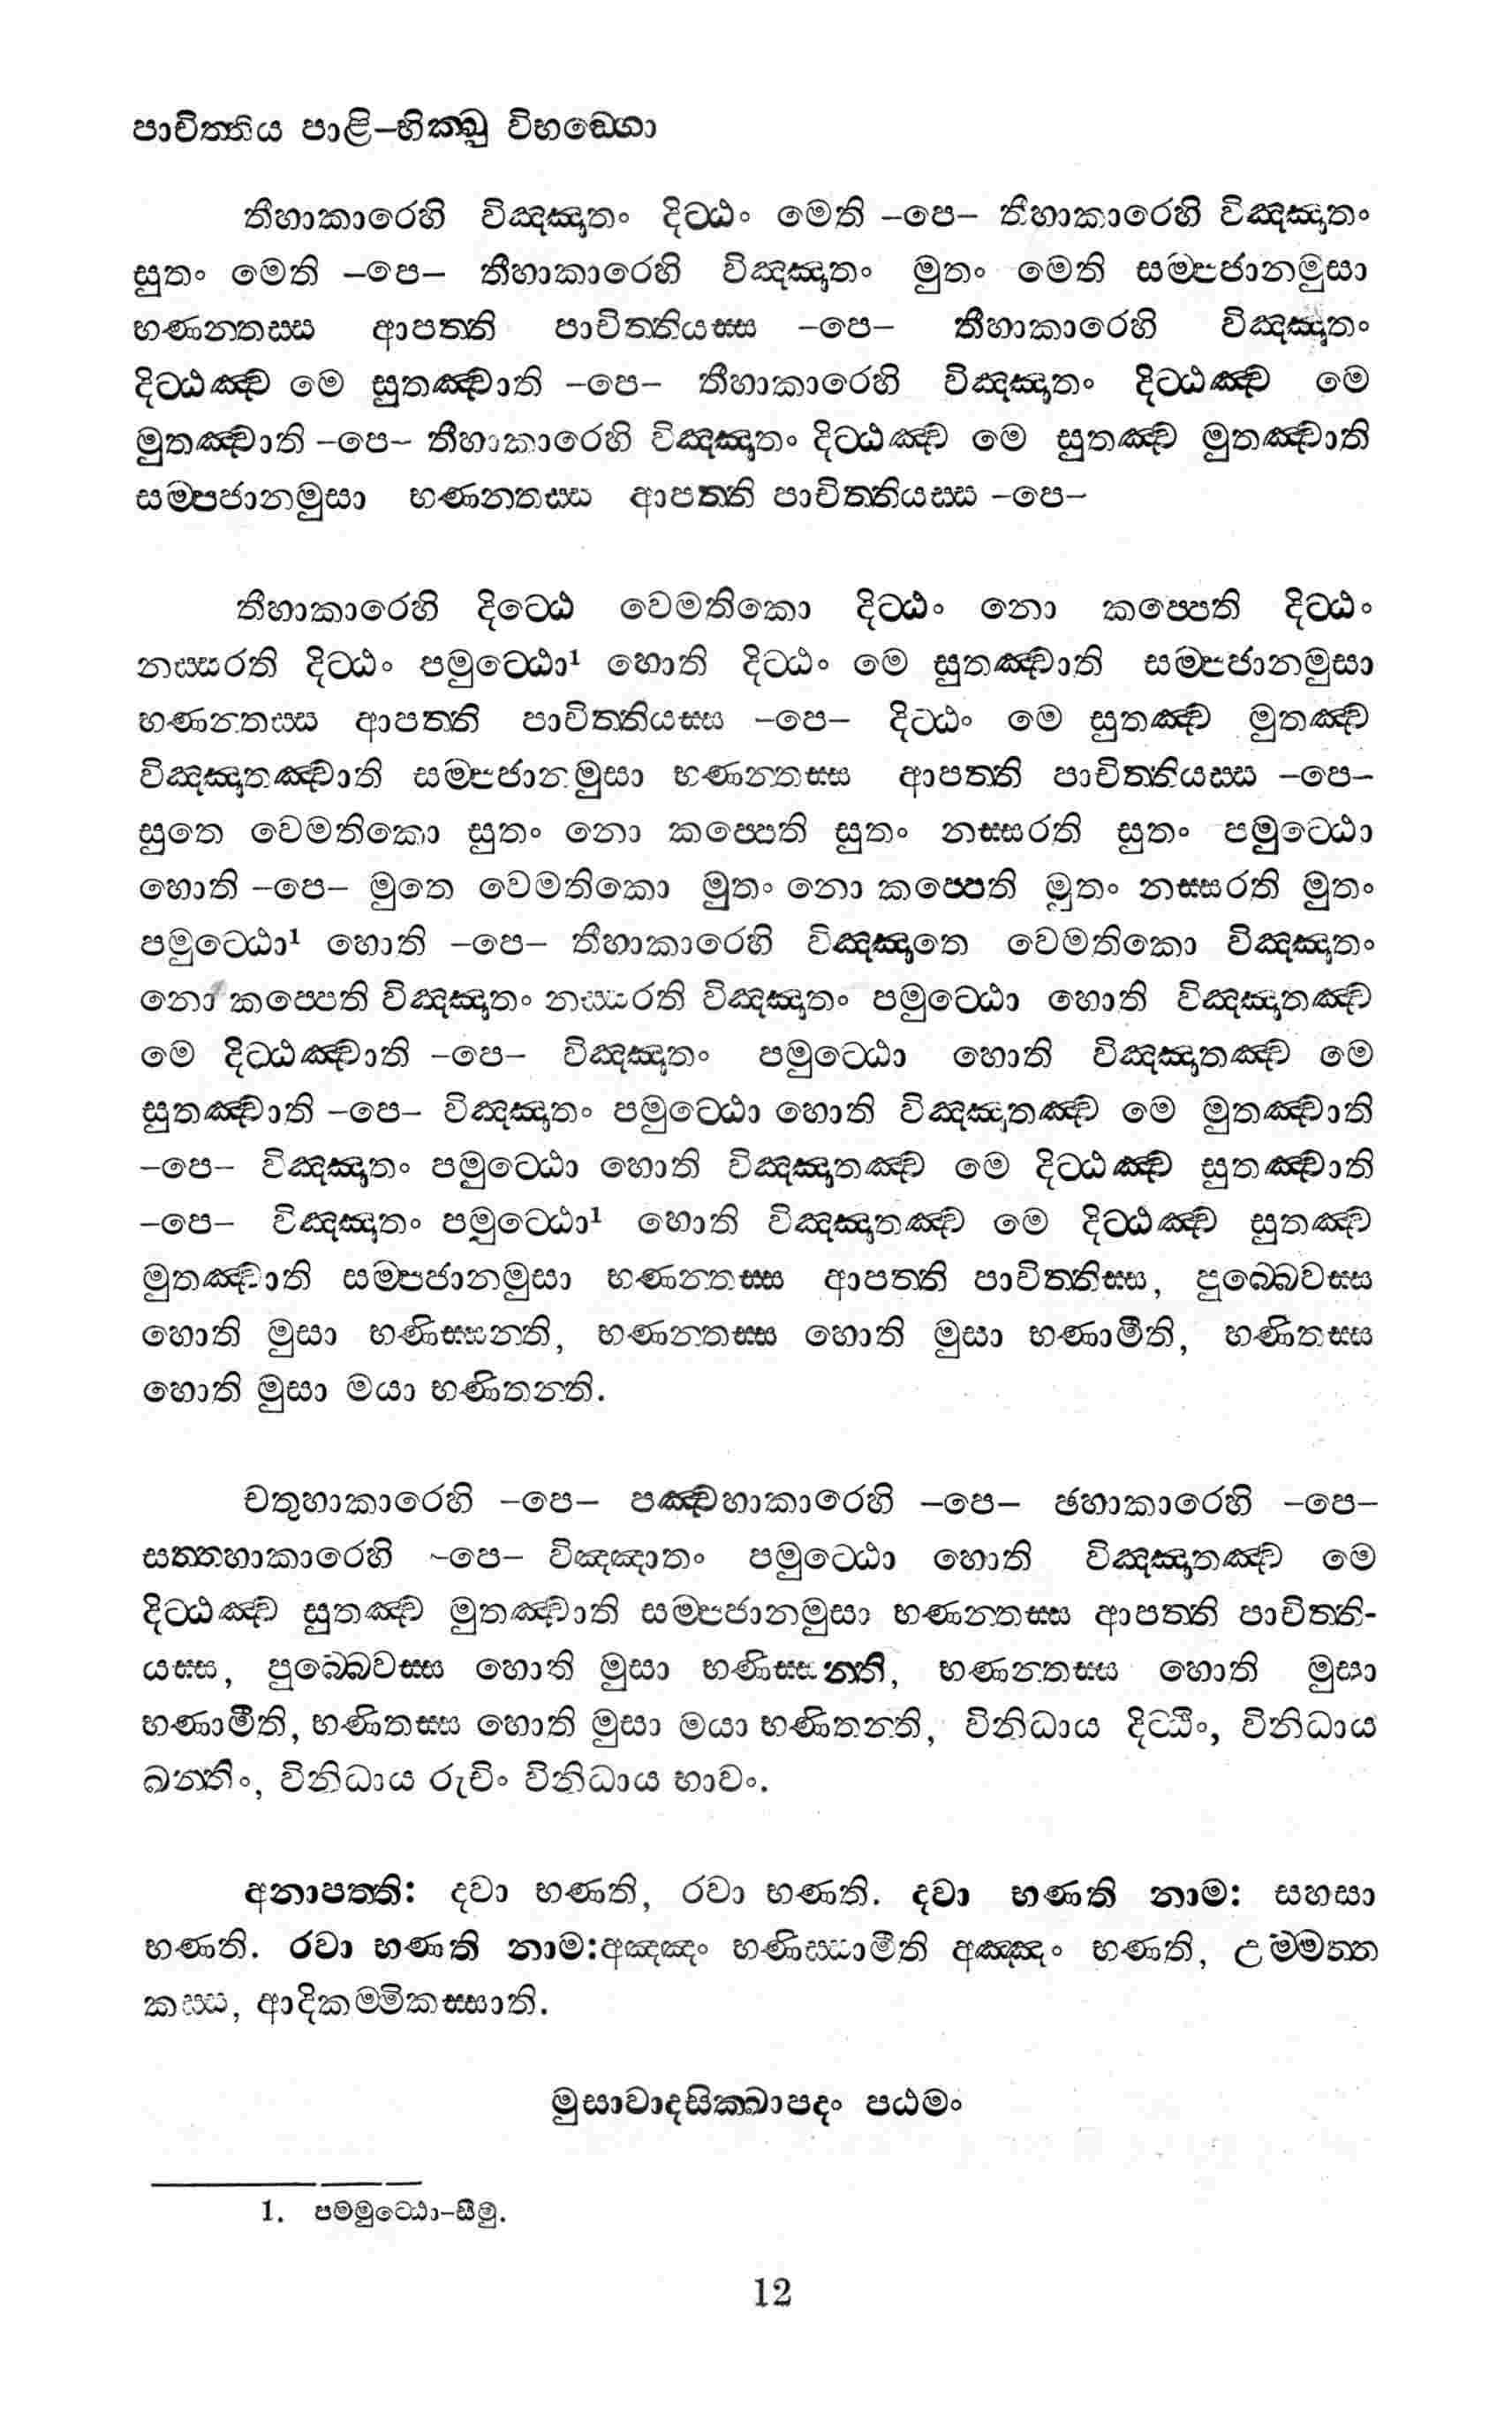 පාචිත්තිය පාළි–භික්ඛු විභඞ්ගො
තීහාකාරෙහි විඤ්ඤාතං දිට්ඨං මෙති –පෙ– තීහාකාරෙහි විඤ්ඤාතං
සුතං මෙති –පෙ– තීහාකාරෙහි විඤ්ඤාතං මුතං මෙති සම්පජානමුසා
භණන්තස්ස ආපත්ති පාචිත්තියස්ස –පෙ– තීහාකාරෙහි විඤ්ඤාතං
දිට්ඨඤ්ච මෙ සුතඤ්චාති –පෙ– තීහාකාරෙහි විඤ්ඤාතං දිට්ඨඤ්ච මෙ
මුතඤ්චාති –පෙ– තීහාකාරෙහි විඤ්ඤාතං දිට්ඨඤ්ච මෙ සුතඤ්ච මුතඤ්චාති
සම්පජානමුසා භණන්තස්ස ආපත්ති පාචිත්තියස්ස –පෙ–
තීහාකාරෙහි දිට්ඨෙ වෙමතිකො දිට්ඨං නො කප්පෙති දිට්ඨං
නස්සරති දිට්ඨං පමුට්ඨො¹ හොති දිට්ඨං මෙ සුතඤ්චාති සම්පජානමුසා
භණන්තස්ස ආපත්ති පාචිත්තියස්ස –පෙ– දිට්ඨං මෙ සුතඤ්ච මුතඤ්ච
විඤ්ඤාතඤ්චාති සම්පජානමුසා භණන්තස්ස ආපත්ති පාචිත්තියස්ස –පෙ–
සුතෙ වෙමතිකො සුතං නො කප්පෙති සුතං නස්සරති සුතං පමුට්ඨො
හොති –පෙ– මුතෙ වෙමතිකො මුතං නො කප්පෙති මුතං නස්සරති මුතං
පමුට්ඨො¹ හොති –පෙ– තීහාකාරෙහි විඤ්ඤාතෙ වෙමතිකො විඤ්ඤාතං
නො කප්පෙති විඤ්ඤාතං නස්සරති විඤ්ඤාතං පමුට්ඨො හොති විඤ්ඤාතඤ්ච
මෙ දිට්ඨඤ්චාති –පෙ– විඤ්ඤාතං පමුට්ඨො හොති විඤ්ඤාතඤ්ච මෙ
සුතඤ්චාති –පෙ– විඤ්ඤාතං පමුට්ඨො හොති විඤ්ඤාතඤ්ච මෙ මුතඤ්චාති
–පෙ– විඤ්ඤාතං පමුට්ඨො හොති විඤ්ඤාතඤ්ච මෙ දිට්ඨඤ්ච සුතඤ්චාති
–පෙ– විඤ්ඤාතං පමුට්ඨො¹ හොති විඤ්ඤාතඤ්ච මෙ දිට්ඨඤ්ච සුතඤ්ච
මුතඤ්චාති සම්පජානමුසා භණන්තස්ස ආපත්ති පාචිත්තිස්ස, පුබ්බෙවස්ස
හොති මුසා භණිස්සන්ති, භණන්තස්ස හොති මුසා භණාමීති, භණිතස්ස
හොති මුසා මයා භණිතන්ති.
චතුහාකාරෙහි –පෙ– පඤ්චහාකාරෙහි –පෙ– ඡහාකාරෙහි –පෙ–
සත්තහාකාරෙහි –පෙ– විඤ්ඤාතං පමුට්ඨො හොති විඤ්ඤාතඤ්ච මෙ
දිට්ඨඤ්ච සුතඤ්ච මුතඤ්චාති සම්පජානමුසා භණන්තස්ස ආපත්ති පාචිත්ති-
යස්ස, පුබ්බෙවස්ස හොති මුසා භණිස්සන්ති, භණන්තස්ස හොති මුසා
භණාමීති, භණිතස්ස හොති මුසා මයා භණිතන්ති, විනිධාය දිට්ඨිං, විනිධාය
ඛන්තිං, විනිධාය රුචිං විනිධාය භාවං.
අනාපත්ති: දවා භණති, රවා භණති. දවා භණති නාම: සහසා
භණති. රවා භණති නාම:අඤ්ඤං භණිස්සාමීති අඤ්ඤං භණති, උම්මත්ත
කස්ස, ආදිකම්මිකස්සාති.
මුසාවාදසික්ඛාපදං පඨමං
1. පම්මුට්ඨො–සීමු.
12